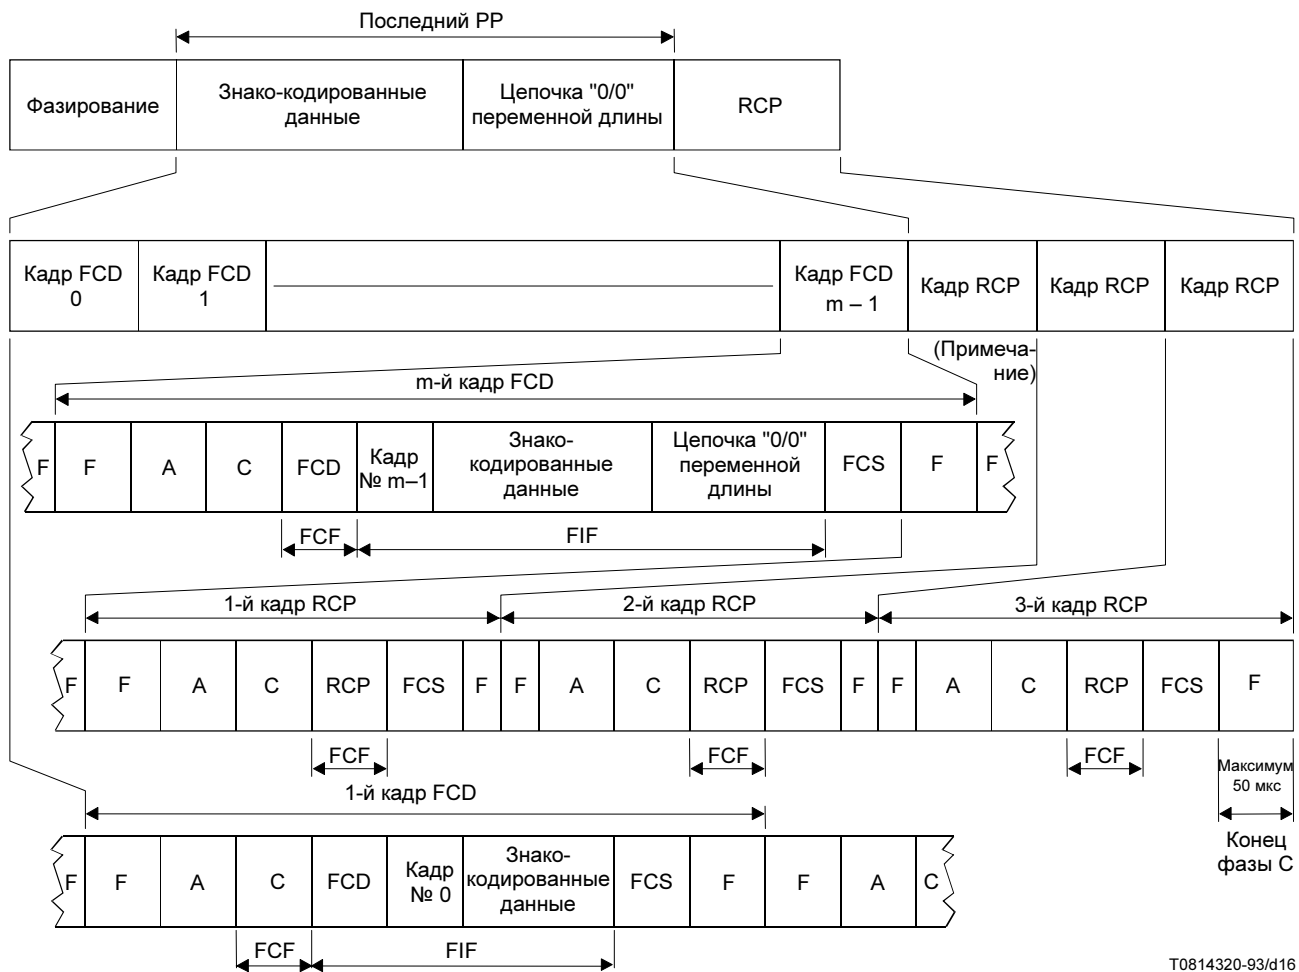 Последний PP
Фазирование
Знако-кодированные
данные
Цепочка "0/0"
переменной длины
RCP
Кадр FCD
0
Кадр FCD
1
Кадр FCD
m – 1
Кадр RCP
Кадр RCP
Кадр RCP
(Примеча-
ние)
m-й кадр FCD
F
F
A
C
FCD
Кадр
№ m–1
Знако-
кодированные
данные
Цепочка "0/0"
переменной
длины
FCS
F
F
FCF
FIF
1-й кадр RCP
2-й кадр RCP
3-й кадр RCP
F
F
A
C
RCP
FCS
F
F
A
C
RCP
FCS
F
F
A
C
RCP
FCS
F
FCF
FCF
FCF
Максимум
50 мкс
Конец
фазы C
1-й кадр FCD
F
F
A
C
FCD
Кадр
№ 0
Знако-
кодированные
данные
FCS
F
F
A
C
FCF
FIF
T0814320-93/d16